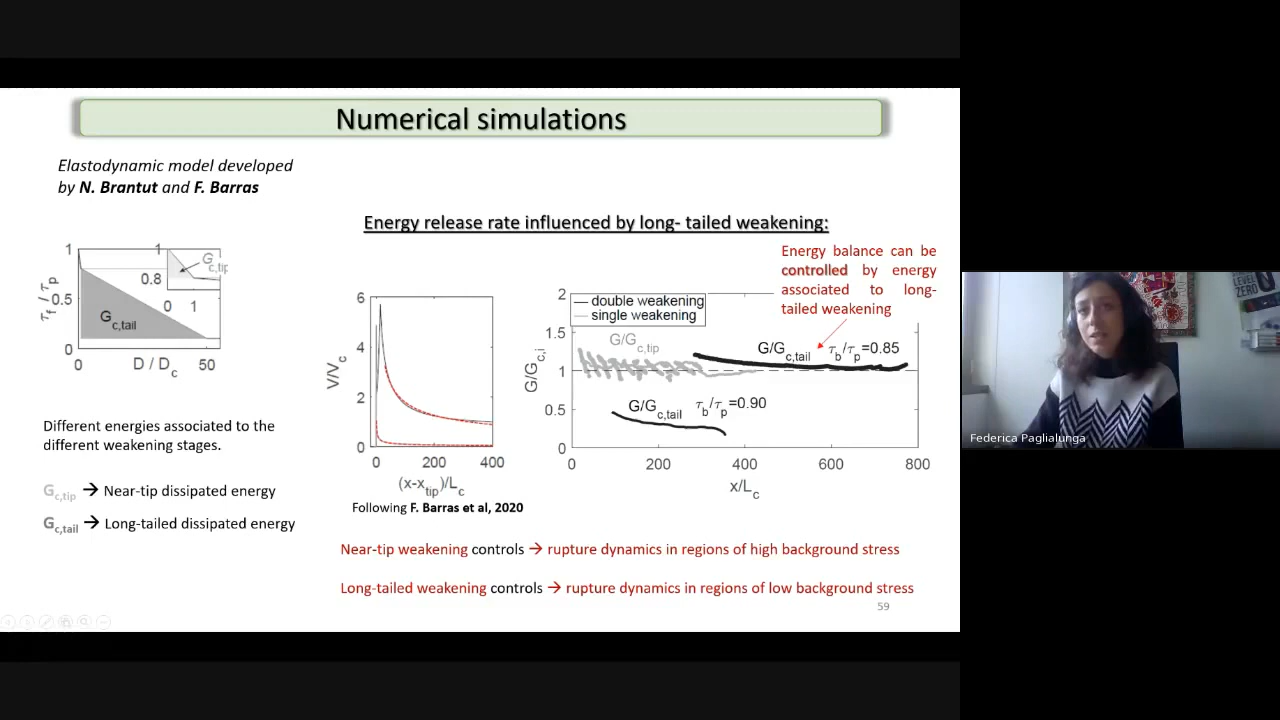 Numerical simulations
Elastodynamic model developed
by N. Brantut and F. Barras
Energy release rate influenced by long- tailed weakening:
Energy balance can be
controlled by energy
associated to long-
tailed weakening
1
0.5
0
τf / τp
Gc,tail
0
D / Dc
50
1
0.8
0
1
Gc,tip
6
4
2
0
V/Vc
0
200
400
(x-xtip)/Lc
Following F. Barras et al, 2020
2
1.5
1
0.5
0
G/Gc,i
double weakening
single weakening
G/Gc,tip
G/Gc,tail
τb/τp=0.85
G/Gc,tail
τb/τp=0.90
0
200
400
600
800
x/Lc
Different energies associated to the
different weakening stages.
Gc,tip → Near-tip dissipated energy
Gc,tail → Long-tailed dissipated energy
Near-tip weakening controls → rupture dynamics in regions of high background stress
Long-tailed weakening controls → rupture dynamics in regions of low background stress
59
Federica Paglialunga